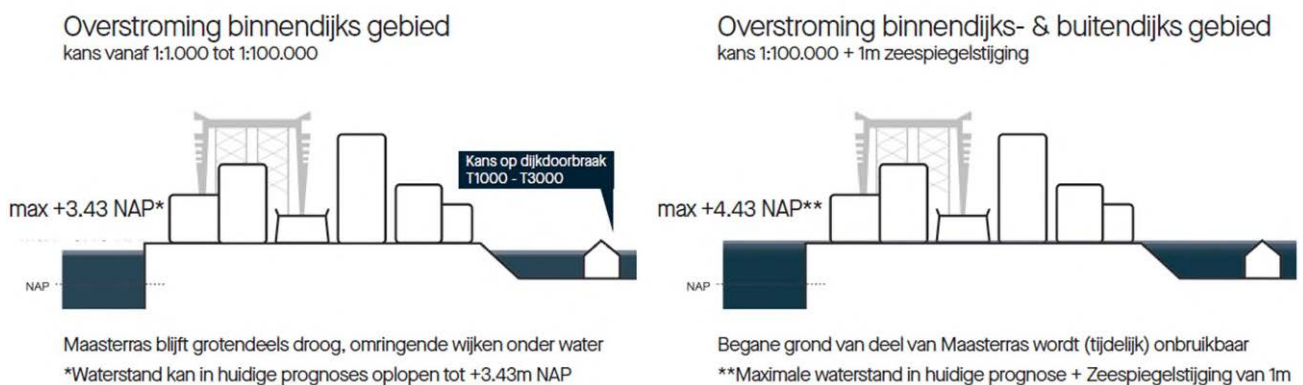 Overstroming binnendijks gebied
kans vanaf 1:1.000 tot 1:100.000
Kans op dijkdoorbraak
T1000 - T3000
max +3.43 NAP*
NAP
Maasterras blijft grotendeels droog, omringende wijken onder water
*Waterstand kan in huidige prognoses oplopen tot +3.43m NAP
Overstroming binnendijks- & buitendijks gebied
kans 1:100.000 + 1m zeespiegelstijging
max +4.43 NAP**
NAP
Begane grond van deel van Maasterras wordt (tijdelijk) onbruikbaar
**Maximale waterstand in huidige prognose + Zeespiegelstijging van 1m